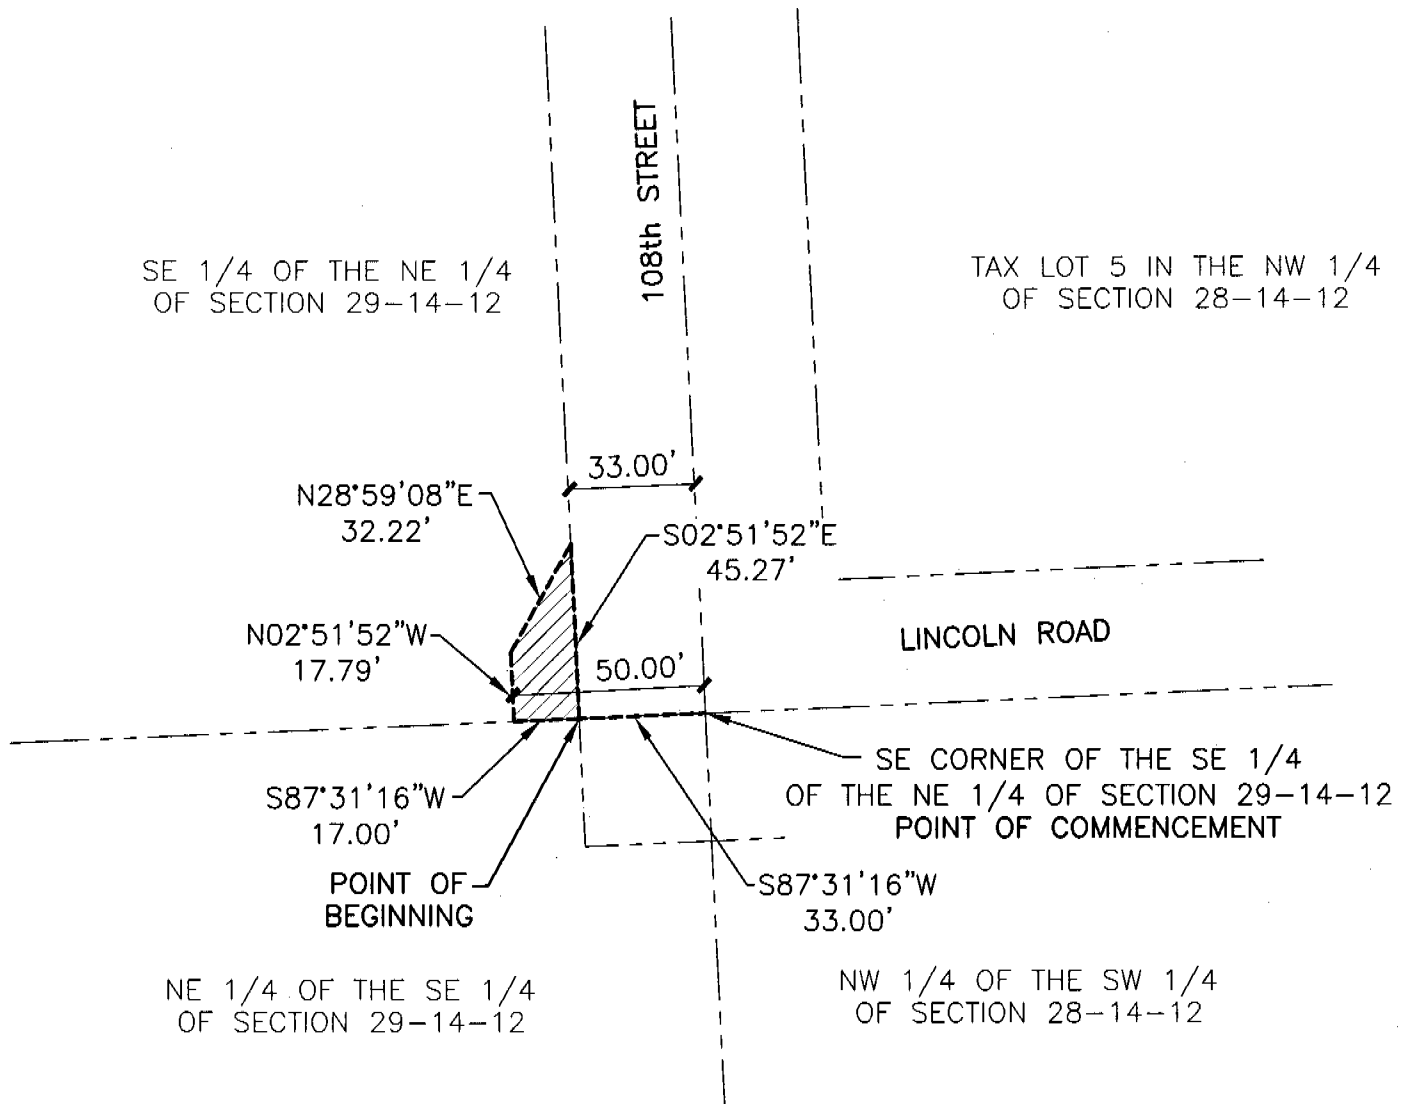 108th STREET
SE 1/4 OF THE NE 1/4
OF SECTION 29-14-12
TAX LOT 5 IN THE NW 1/4
OF SECTION 28-14-12
33.00'
N28°59'08"E
32.22'
S02°51'52"E
45.27'
N02°51'52"W
17.79'
50.00'
LINCOLN ROAD
S87°31'16"W
17.00'
SE CORNER OF THE SE 1/4
OF THE NE 1/4 OF SECTION 29-14-12
POINT OF COMMENCEMENT
POINT OF
BEGINNING
S87°31'16"W
33.00'
NE 1/4 OF THE SE 1/4
OF SECTION 29-14-12
NW 1/4 OF THE SW 1/4
OF SECTION 28-14-12